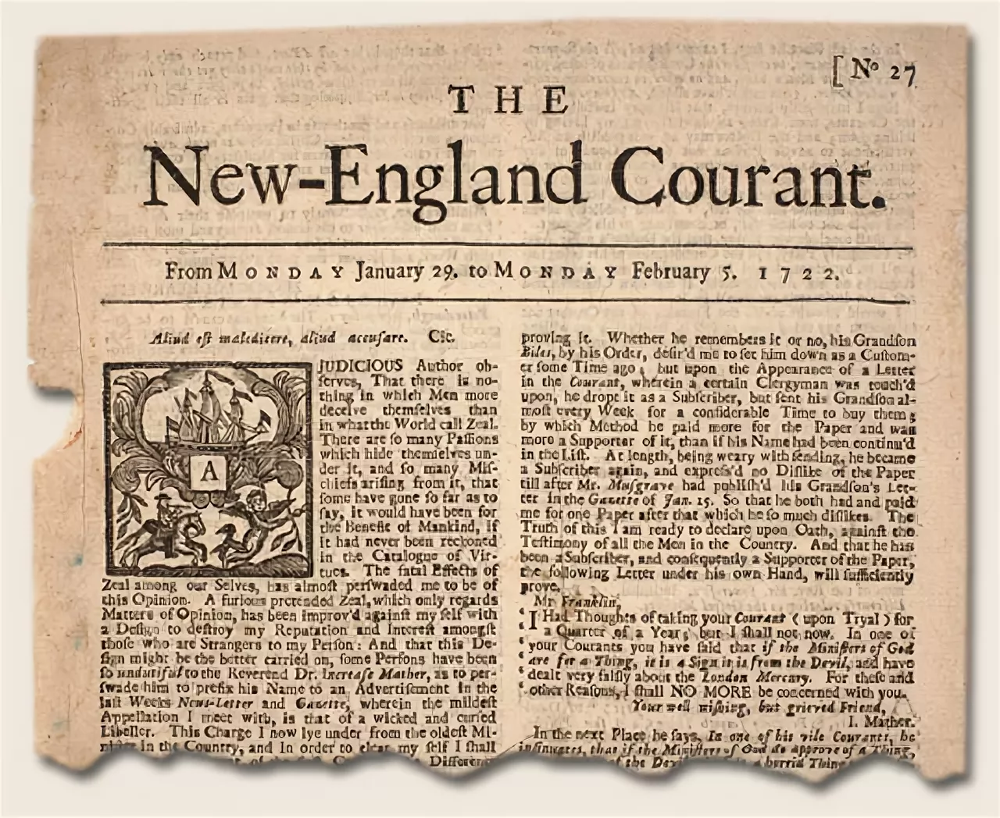 [ No 27
THE
New-England Courant.
From MONDAY January 29. to MONDAY February 5. 1722.
Aliud eſt maledicere, aliud accuſare. Cic.
JUDICIOUS Author ob-
ſerves, That there is no-
thing in which Men more
deceive themſelves than
in what the World call Zeal.
There are ſo many Paſſions
which hide themſelves un-
der it, and ſo many Miſ-
chiefs ariſing from it, that
ſome have gone ſo far as to
ſay, it would have been for
the Benefit of Mankind, if
it had never been reckoned
in the Catalogue of Vir-
tues. The fatal Effects of
Zeal among our Selves, has almoſt perſwaded me to be of
this Opinion. A furious pretended Zeal, which only regards
Matters of Opinion, has been improv'd againſt my ſelf with
a Deſign to deſtroy my Reputation and Intereſt amongſt
thoſe who are Strangers to my Perſon: And that this De-
ſign might be the better carried on, ſome Perſons have been
ſo undutiful to the Reverend Dr. Increaſe Mather, as to per-
ſwade him to prefix his Name to an Advertiſement in the
laſt Weeks News-Letter and Gazette, wherein the mildeſt
Appellation I meet with, is that of a wicked and curſed
Libeller. This Charge I now lye under from the oldeſt Mi-
niſter in the Country, and in order to clear my ſelf I ſhall
Difference
proving it. Whether he remembers it or no, his Grandſon
Biles, by his Order, deſir'd me to ſet him down as a Cuſtom-
er ſome Time ago; but upon the Appearance of a Letter
in the Courant, wherein a certain Clergyman was touch'd
upon, he dropt it as a Subſcriber, but ſent his Grandſon al-
moſt every Week for a conſiderable Time to buy them;
by which Method he paid more for the Paper and was
more a Supporter of it, than if his Name had been continu'd
in the Liſt. At length, being weary with ſending, he became
a Subſcriber again, and expreſs'd no Diſlike of the Paper
till after Mr. Muſgrave had publiſh'd his Grandſon's Let-
ter in the Gazette of Jan. 15. So that he both had and paid
me for one Paper after that which he ſo much diſlikes. The
Truth of this I am ready to declare upon Oath, againſt the
Teſtimony of all the Men in the Country. And that he has
been a Subſcriber, and conſequently a Supporter of the Paper,
the following Letter under his own Hand, will ſufficiently
prove.
Mr Franklin,
‘I Had Thoughts of taking your Courant (upon Tryal) for
‘a Quarter of a Year, but I ſhall not now. In one of
‘your Courants you have ſaid that if the Miniſters of God
‘are for a Thing, it is a Sign it is from the Devil, and have
‘dealt very falſly about the London Mercury. For theſe and
‘other Reaſons, I ſhall NO MORE be concerned with you.
Your well wiſhing, but grieved Friend,
I. Mather.
In the next Place he ſays, In one of his vile Courants, he
inſinuates, that if the Miniſters of God do approve of a Thing,
of the Devil a horrid Thing